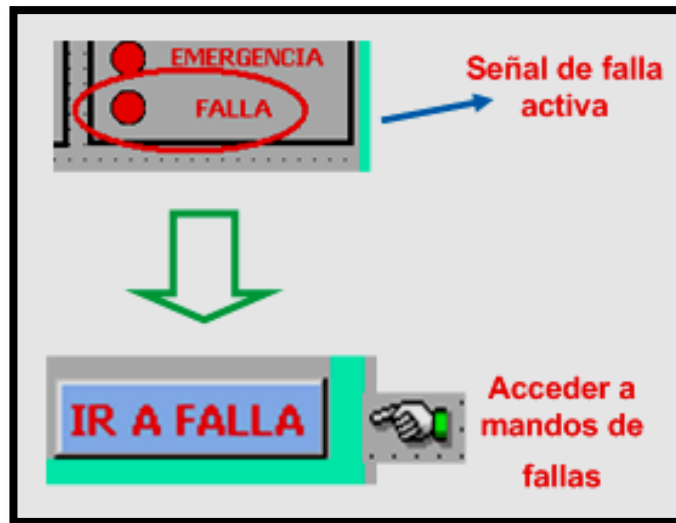 EMERGENCIA
FALLA
Señal de falla
activa
IR A FALLA
Acceder a
mandos de
fallas